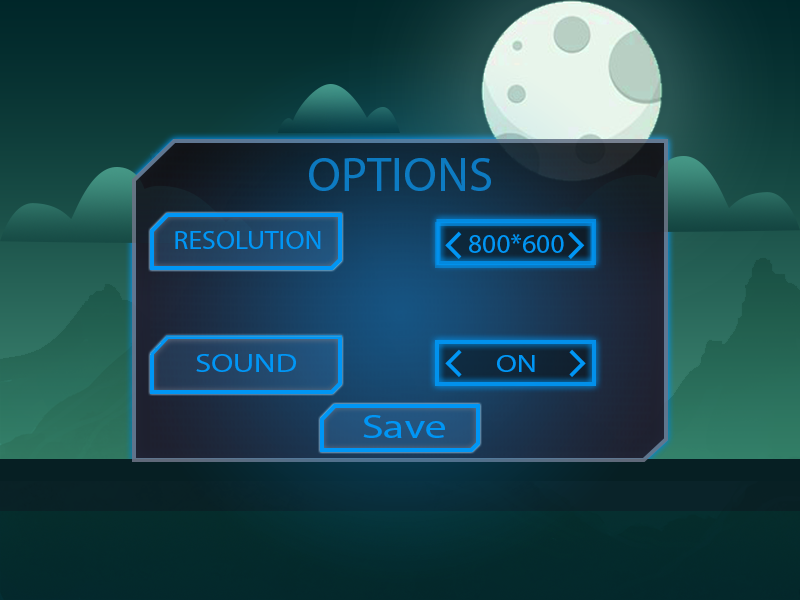 OPTIONS
RESOLUTION
800*600
SOUND
ON
Save